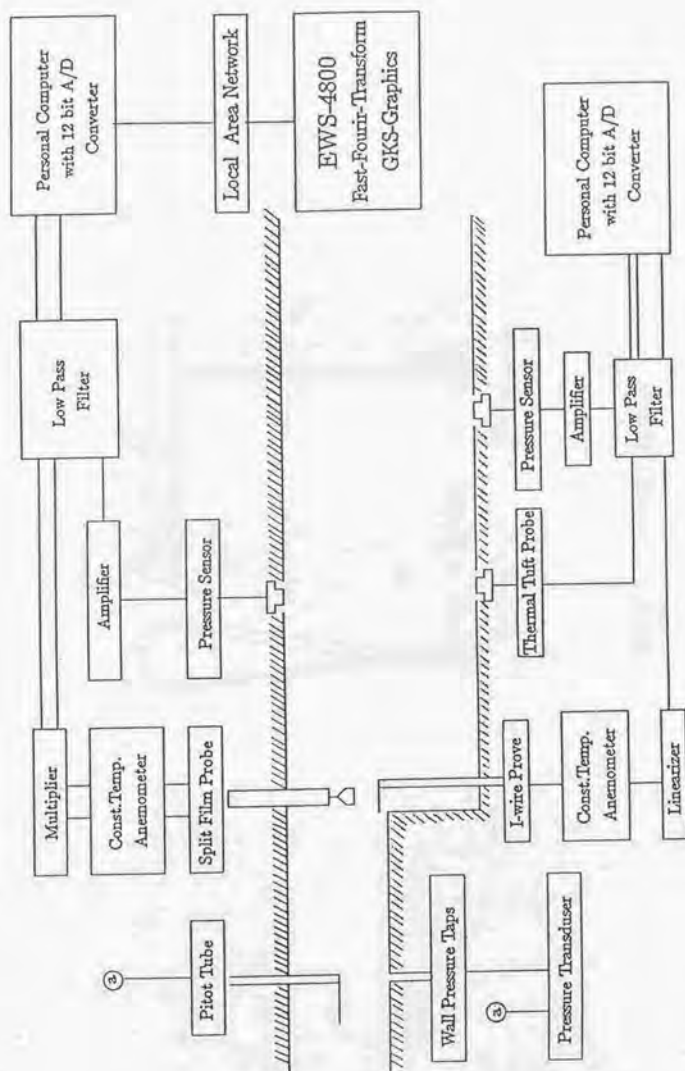 Personal Computer
with 12 bit A/D
Converter
Local Area Network
EWS-4800
Fast-Fourir-Transform
GKS-Graphics
Low Pass
Filter
Amplifier
Pressure Sensor
Multiplier
Const.Temp.
Anemometer
Split Film Probe
a
Pitot Tube
Wall Pressure Taps
a
Pressure Transduser
I-wire Prove
Const.Temp.
Anemometer
Linearizer
Thermal Tuft Probe
Pressure Sensor
Amplifier
Low Pass
Filter
Personal Computer
with 12 bit A/D
Converter